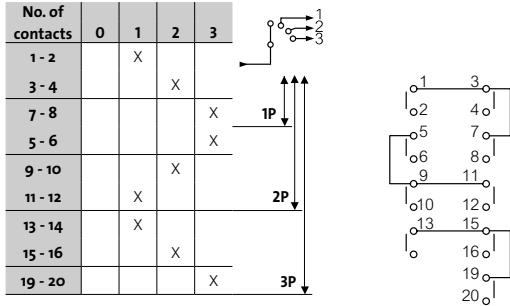 No. of
contacts 0 1 2 3
1 - 2 X
3 - 4 X
7 - 8 X
5 - 6 X
9 - 10 X
11 - 12 X
13 - 14 X
15 - 16 X
19 - 20 X
1
2
3
1P
2P
3P
1 3
2 4
5 7
6 8
9 11
10 12
13 15
16
19
20